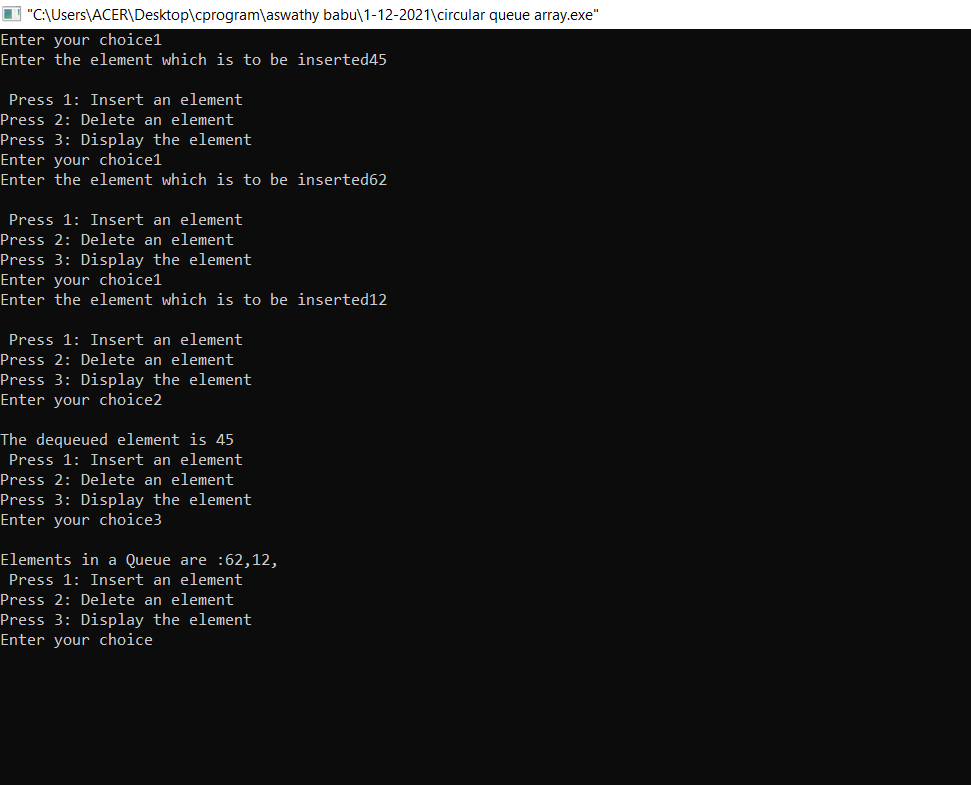 "C:\Users\ACER\Desktop\cprogram\aswathy babu\1-12-2021\circular queue array.exe"
Enter your choice1
Enter the element which is to be inserted45
Press 1: Insert an element
Press 2: Delete an element
Press 3: Display the element
Enter your choice1
Enter the element which is to be inserted62
Press 1: Insert an element
Press 2: Delete an element
Press 3: Display the element
Enter your choice1
Enter the element which is to be inserted12
Press 1: Insert an element
Press 2: Delete an element
Press 3: Display the element
Enter your choice2
The dequeued element is 45
Press 1: Insert an element
Press 2: Delete an element
Press 3: Display the element
Enter your choice3
Elements in a Queue are :62,12,
Press 1: Insert an element
Press 2: Delete an element
Press 3: Display the element
Enter your choice